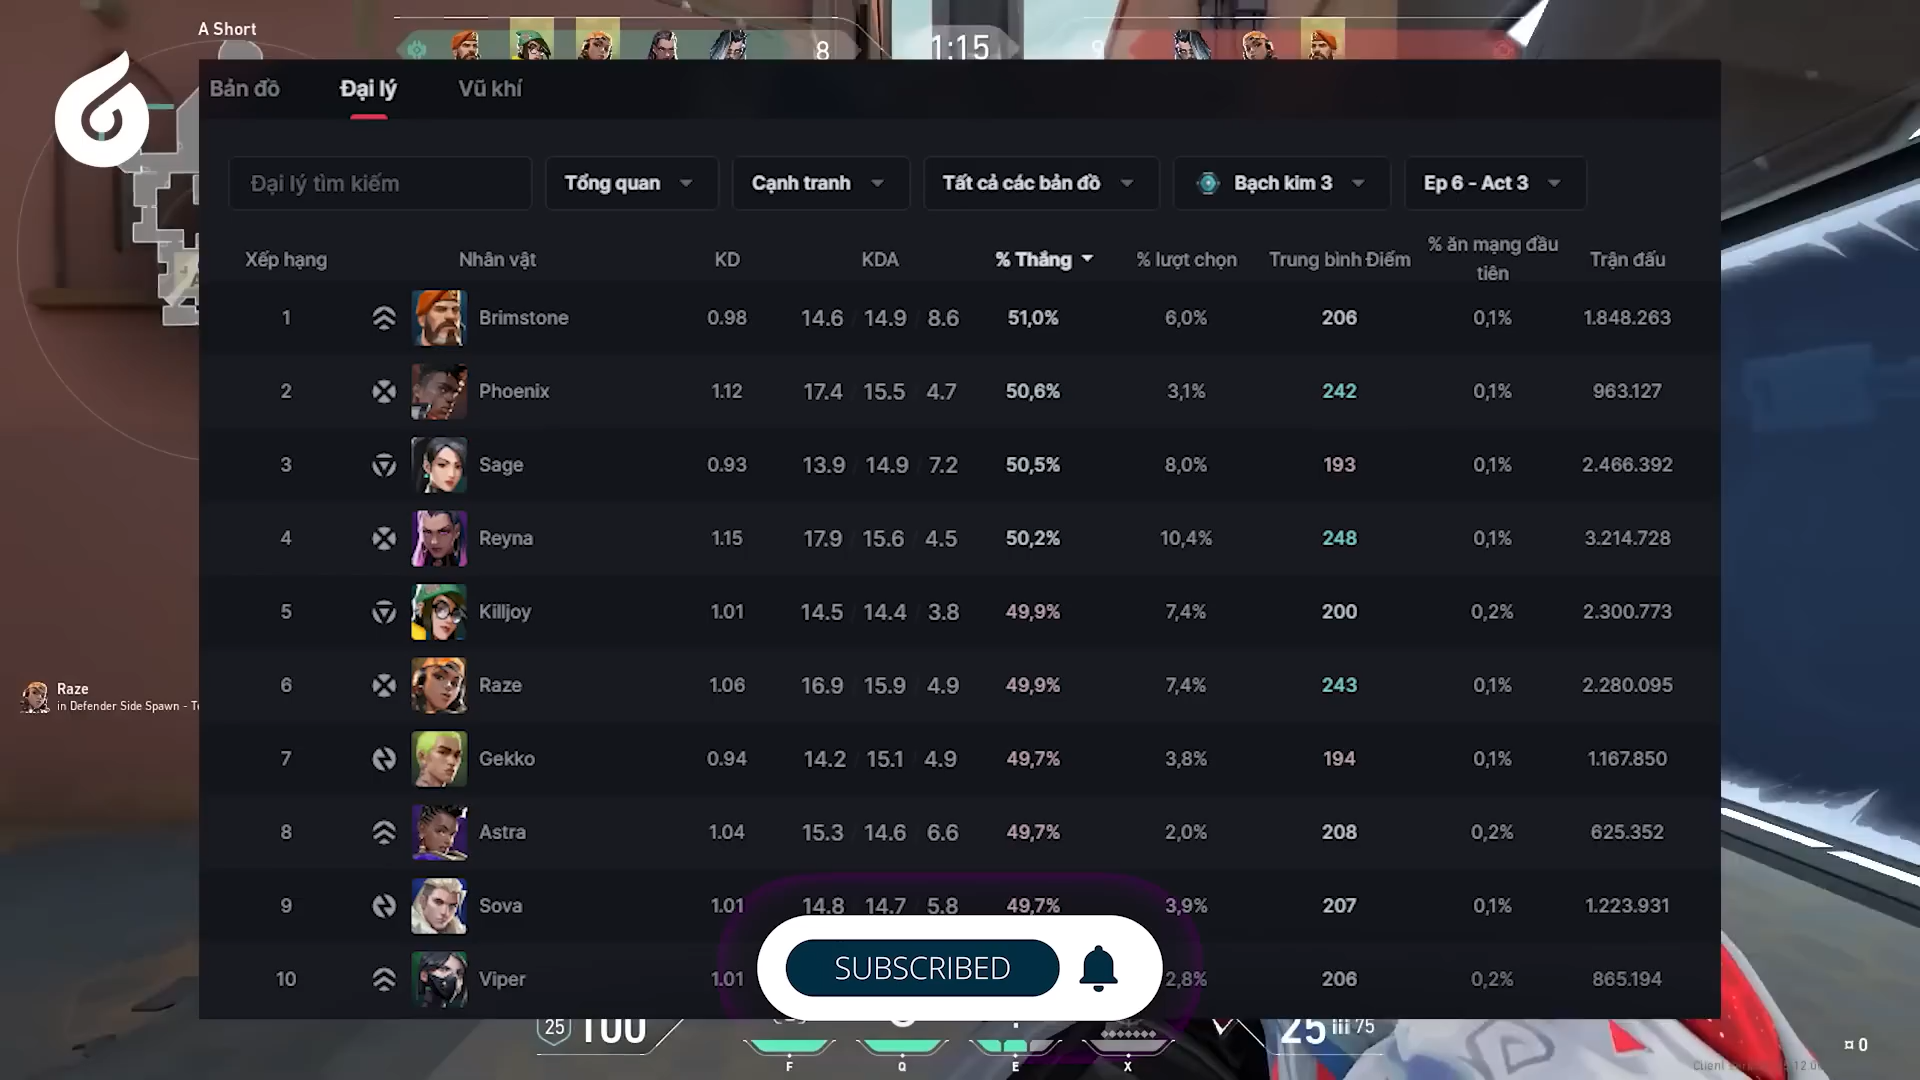 A Short
8
1:15
9
Bản đồ
Đại lý
Vũ khí
Đại lý tìm kiếm
Tổng quan
Cạnh tranh
Tất cả các bản đồ
Bạch kim 3
Ep 6 - Act 3
Xếp hạng Nhân vật KD KDA % Thắng % lượt chọn Trung bình Điểm % ăn mạng đầu tiên Trận đấu
1 Brimstone 0.98 14.6 / 14.9 / 8.6 51,0% 6,0% 206 0,1% 1.848.263
2 Phoenix 1.12 17.4 / 15.5 / 4.7 50,6% 3,1% 242 0,1% 963.127
3 Sage 0.93 13.9 / 14.9 / 7.2 50,5% 8,0% 193 0,1% 2.466.392
4 Reyna 1.15 17.9 / 15.6 / 4.5 50,2% 10,4% 248 0,1% 3.214.728
5 Killjoy 1.01 14.5 / 14.4 / 3.8 49,9% 7,4% 200 0,2% 2.300.773
6 Raze 1.06 16.9 / 15.9 / 4.9 49,9% 7,4% 243 0,1% 2.280.095
7 Gekko 0.94 14.2 / 15.1 / 4.9 49,7% 3,8% 194 0,1% 1.167.850
8 Astra 1.04 15.3 / 14.6 / 6.6 49,7% 2,0% 208 0,2% 625.352
9 Sova 1.01 14.8 / 14.7 / 5.8 49,7% 3,9% 207 0,1% 1.223.931
10 Viper 1.01 2,8% 206 0,2% 865.194
Raze
in Defender Side Spawn -
SUBSCRIBED
25 100
F Q E X
25 75
¤ 0